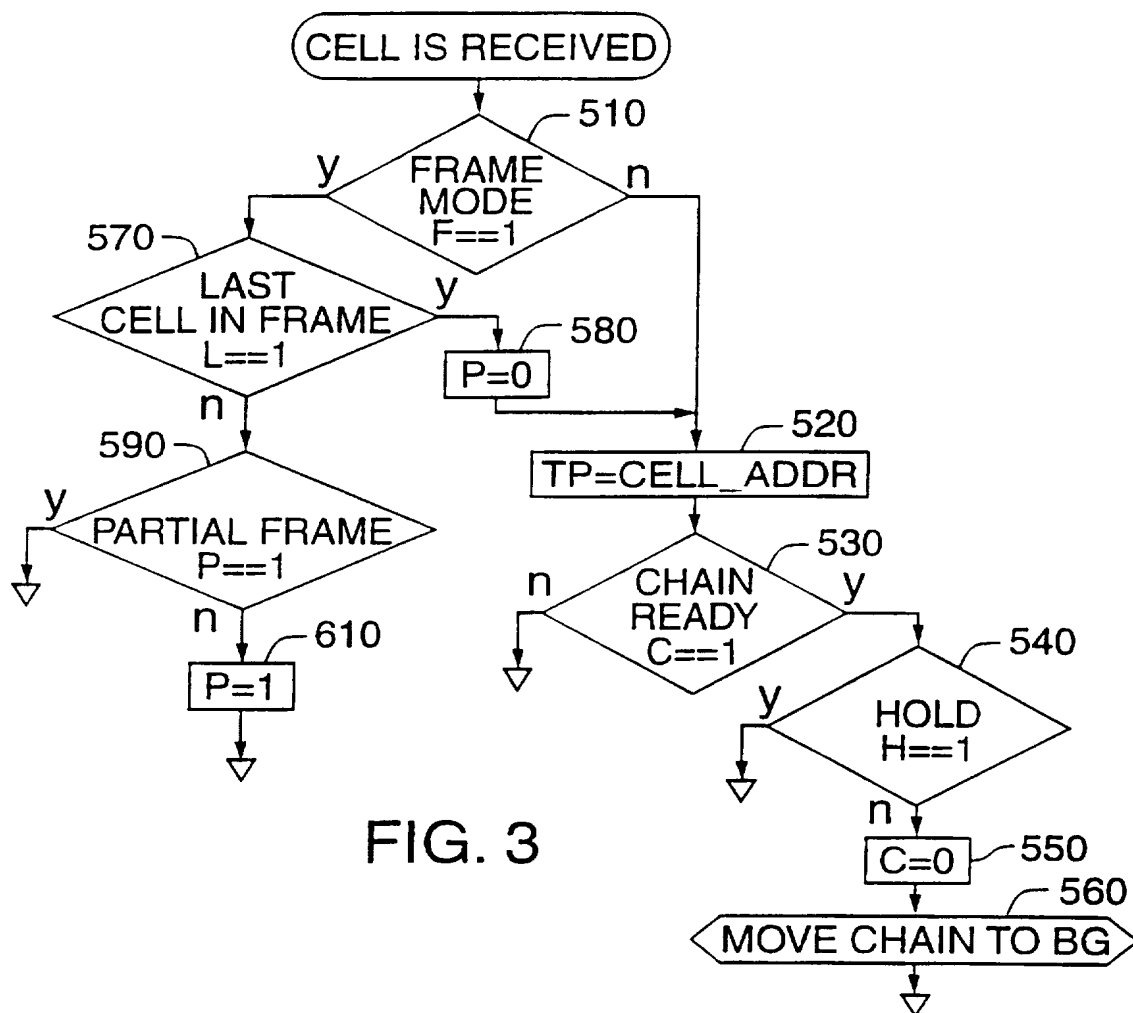 CELL IS RECEIVED
510
y
FRAME
MODE
F==1
n
570
LAST
CELL IN FRAME
L==1
y
n
580
P=0
590
y
PARTIAL FRAME
P==1
n
610
P=1
520
TP=CELL_ADDR
530
n
CHAIN
READY
C==1
y
540
y
HOLD
H==1
n
C=0
550
560
MOVE CHAIN TO BG
FIG. 3